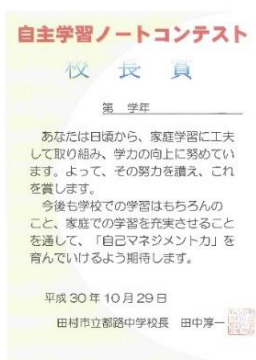 自主学習ノートコンテスト
校長賞
第 学年
あなたは日頃から、家庭学習に工夫
して取り組み、学力の向上に努めてい
ます。よって、その努力を讃え、これ
を賞します。
今後も学校での学習はもちろんの
こと、家庭での学習を充実させること
を通して、「自己マネジメント力」を
育んでいけるよう期待します。
平成30年10月29日
田村市立都路中学校長 田中淳一